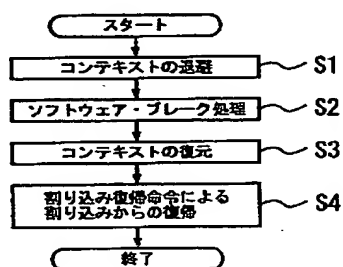 スタート
コンテキストの退避 S1
ソフトウェア・ブレーク処理 S2
コンテキストの復元 S3
割り込み復帰命令による
割り込みからの復帰 S4
終了